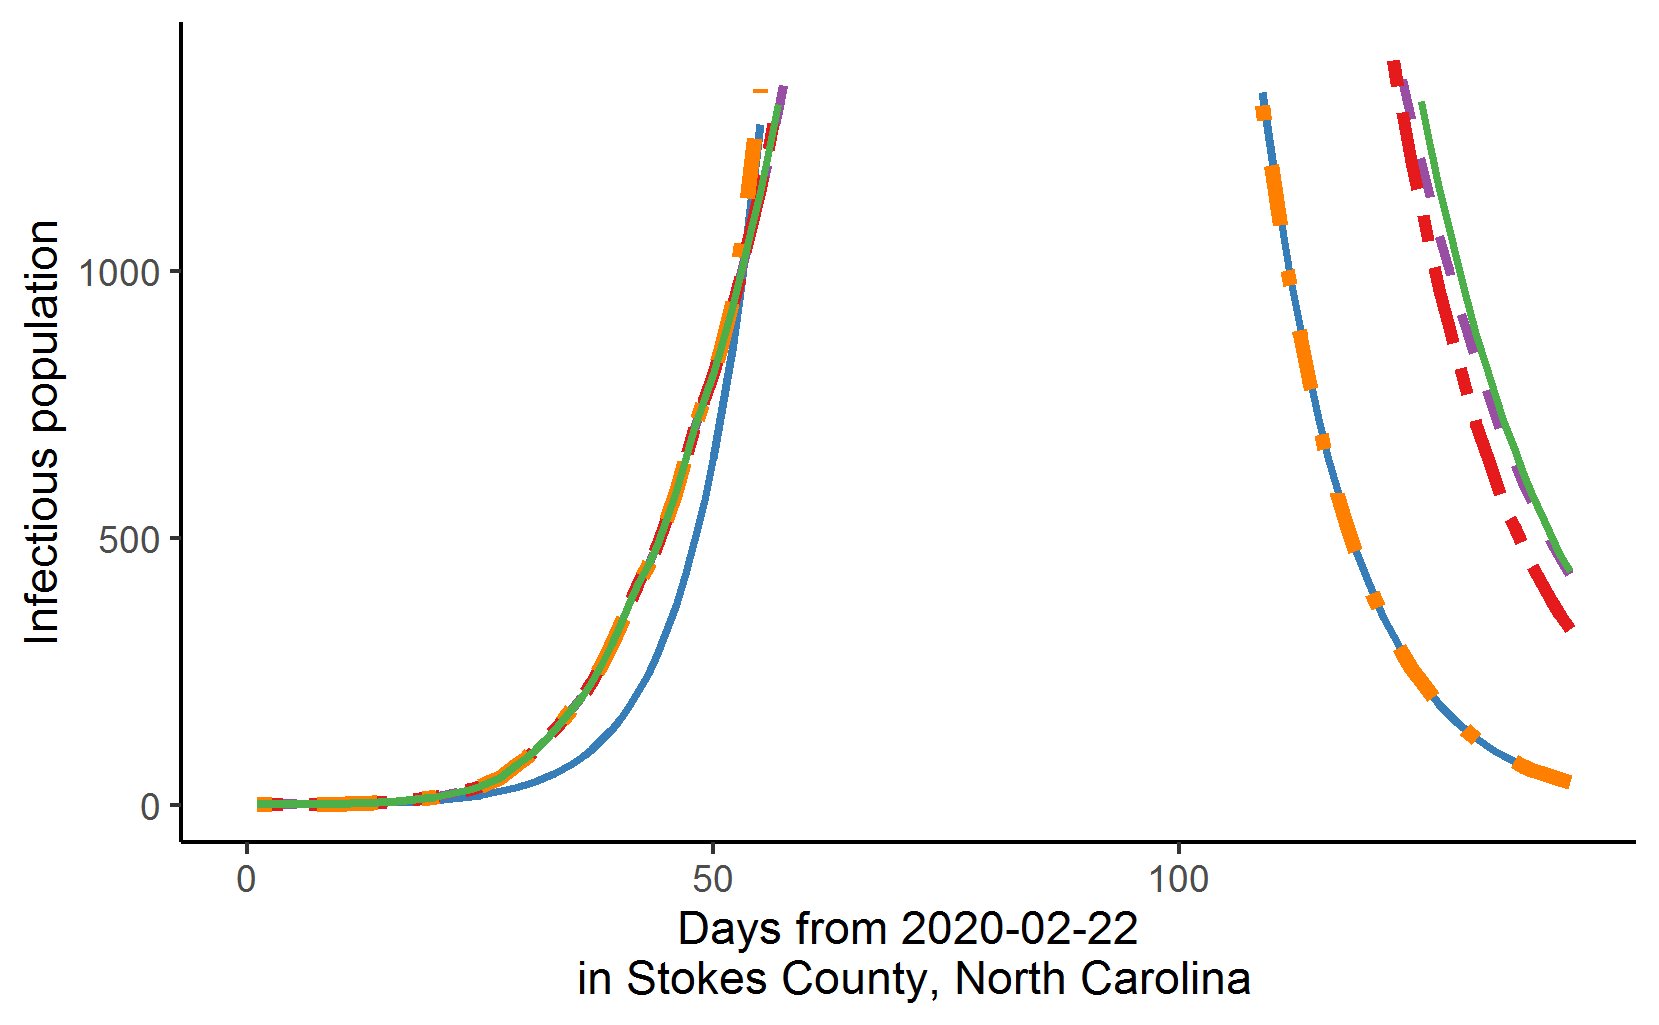 Infectious population
1000
500
0
0 50 100
Days from 2020-02-22
in Stokes County, North Carolina